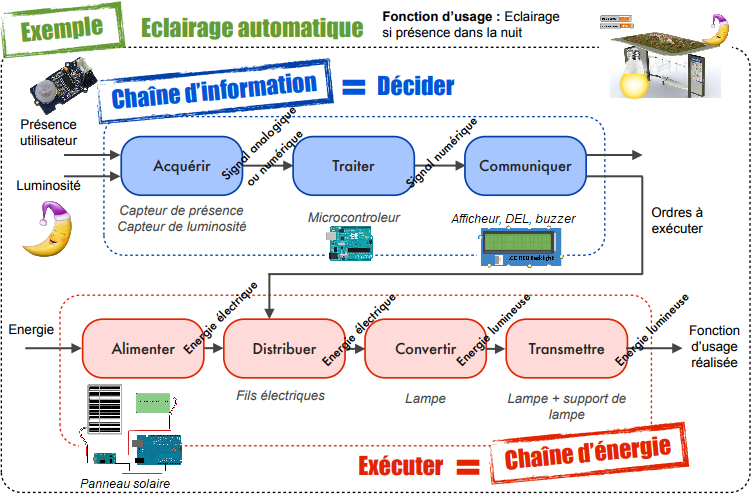 Exemple
Eclairage automatique
Fonction d'usage : Eclairage
si présence dans la nuit
Chaîne d'information = Décider
Présence
utilisateur
Luminosité
Acquérir
Signal analogique
ou numérique
Traiter
Signal numérique
Communiquer
Capteur de présence
Capteur de luminosité
Microcontroleur
Afficheur, DEL, buzzer
Ordres à
exécuter
Energie
Alimenter
Energie électrique
Distribuer
Energie électrique
Convertir
Energie lumineuse
Transmettre
Energie lumineuse
Fonction
d'usage
réalisée
Fils électriques
Lampe
Lampe + support de
lampe
Panneau solaire
Exécuter = Chaîne d'énergie